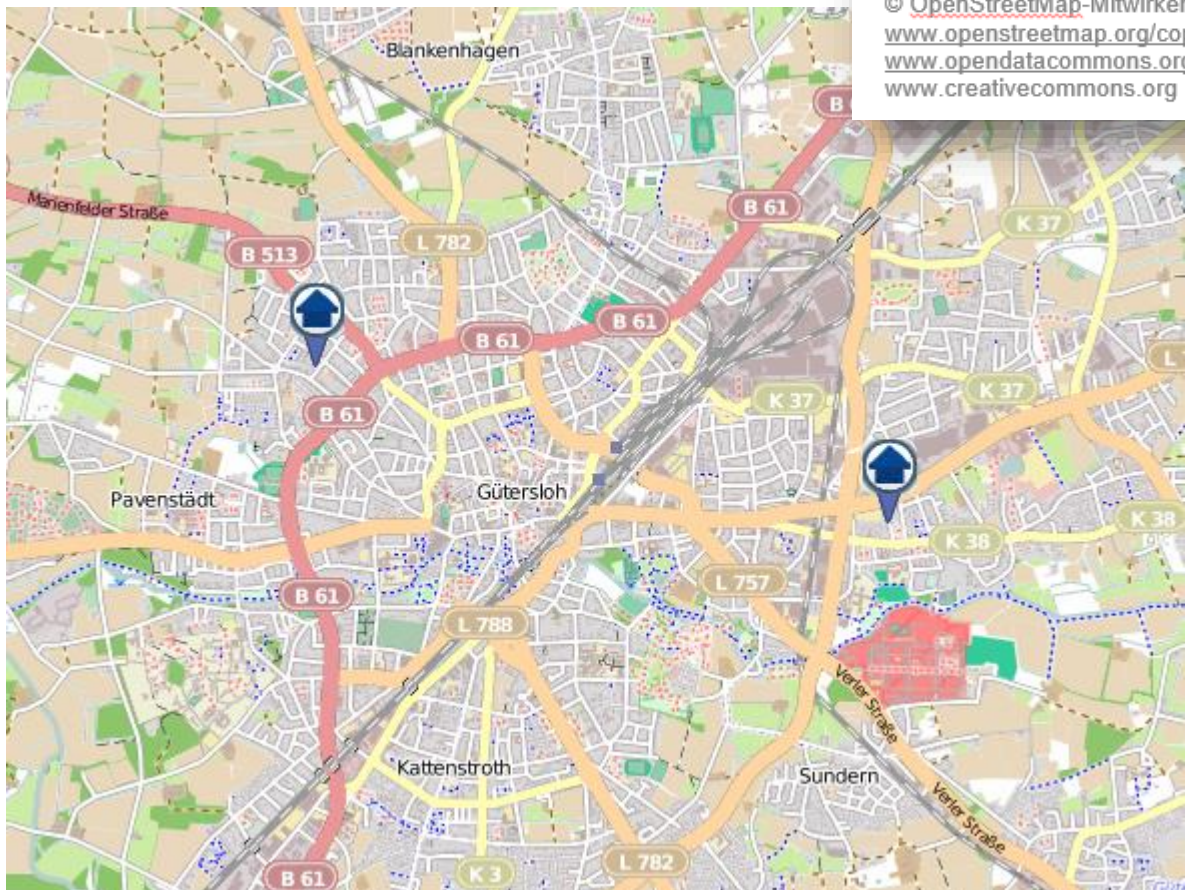 © OpenStreetMap-Mitwirken
www.openstreetmap.org/cop
www.opendatacommons.org
www.creativecommons.org
Blankenhagen
B 61
Marienfelder Straße
K 37
L 782
B 513
B 61
B 61
L
K 37
K 37
B 61
Gütersloh
Pavenstädt
K 38
K 38
L 757
B 61
L 788
Verler Straße
Kattenstroth
Sundern
Verler Straße
L 782
K 3
B 61